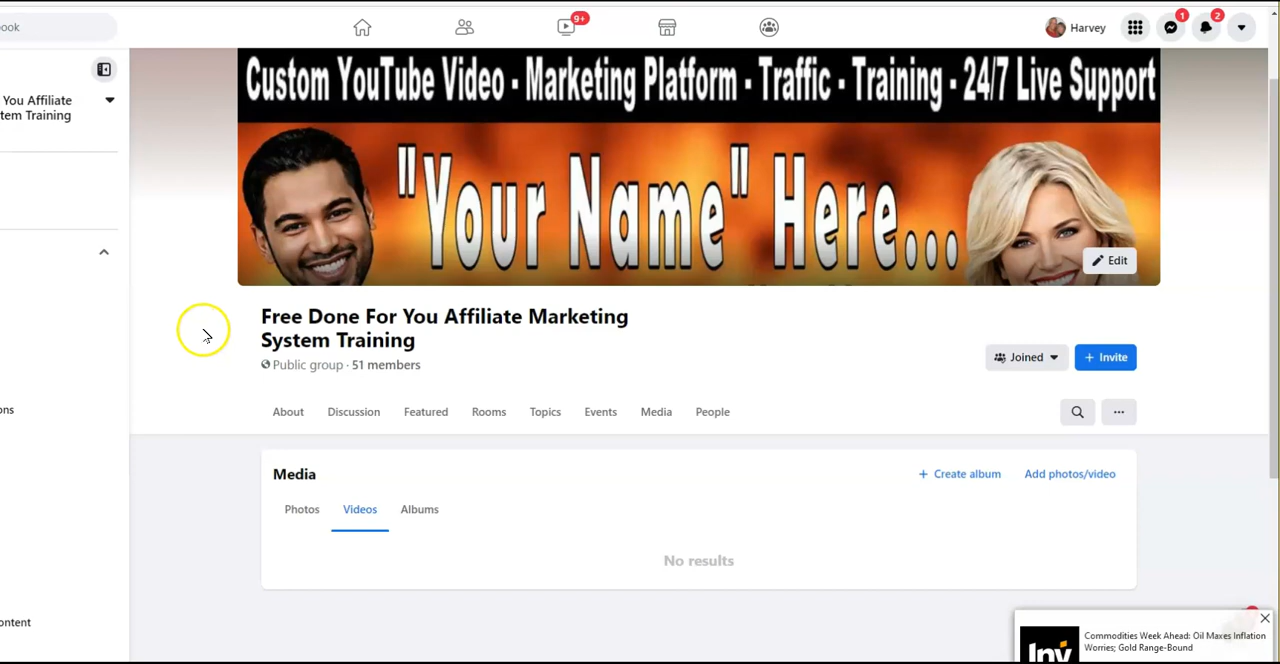 ook
9+
Harvey
1
2
You Affiliate
tem Training
Custom YouTube Video - Marketing Platform - Traffic - Training - 24/7 Live Support
"Your Name" Here...
Edit
Free Done For You Affiliate Marketing
System Training
Public group · 51 members
Joined
+ Invite
About
Discussion
Featured
Rooms
Topics
Events
Media
People
...
ons
Media
+ Create album
Add photos/video
Photos
Videos
Albums
No results
ontent
Inv
Commodities Week Ahead: Oil Maxes Inflation
Worries; Gold Range-Bound